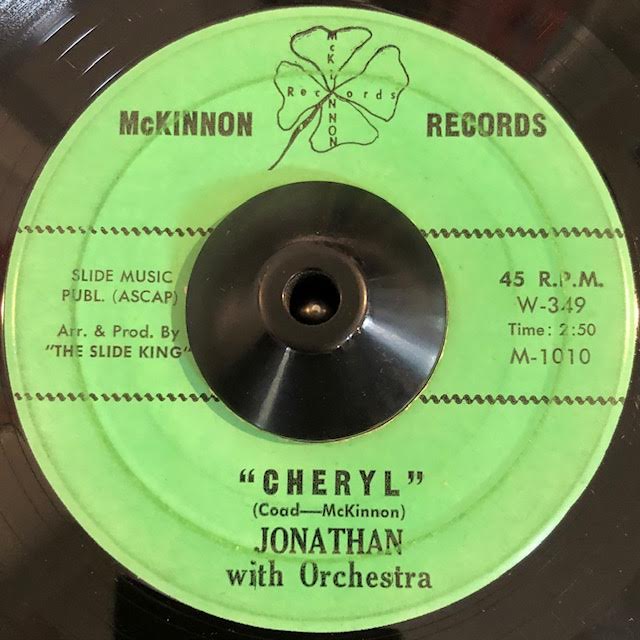 McKINNON
Records
McKINNON RECORDS
SLIDE MUSIC
PUBL. (ASCAP)
Arr. & Prod. By
"THE SLIDE KING"
45 R.P.M.
W-349
Time: 2:50
M-1010
"CHERYL"
(Coad—McKinnon)
JONATHAN
with Orchestra